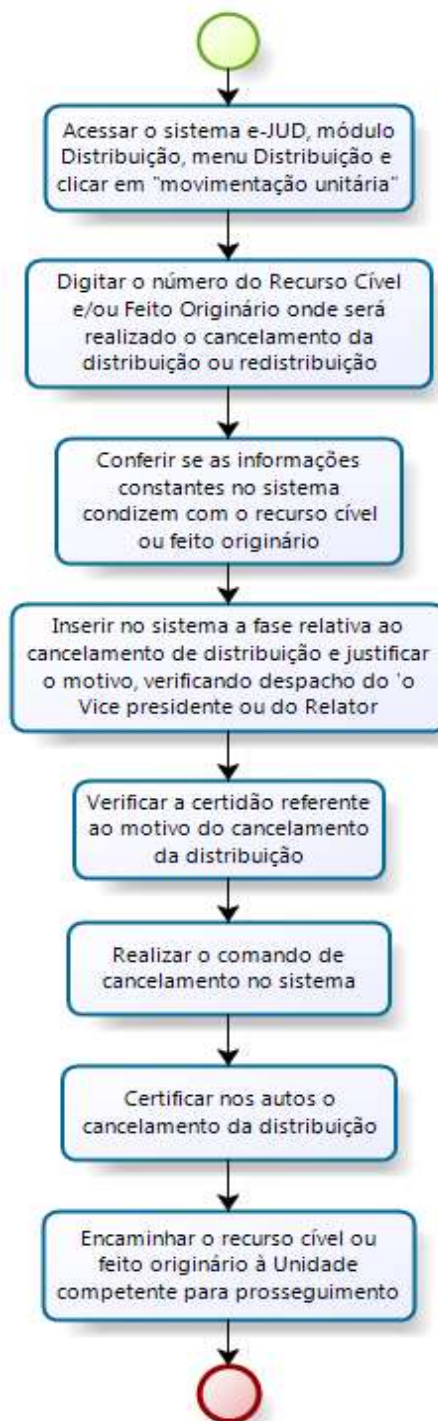 Acessar o sistema e-JUD, módulo
Distribuição, menu Distribuição e
clicar em "movimentação unitária"
Digitar o número do Recurso Cível
e/ou Feito Originário onde será
realizado o cancelamento da
distribuição ou redistribuição
Conferir se as informações
constantes no sistema
condizem com o recurso cível
ou feito originário
Inserir no sistema a fase relativa ao
cancelamento de distribuição e justificar
o motivo, verificando despacho do 'o
Vice presidente ou do Relator
Verificar a certidão referente
ao motivo do cancelamento
da distribuição
Realizar o comando de
cancelamento no sistema
Certificar nos autos o
cancelamento da distribuição
Encaminhar o recurso cível ou
feito originário à Unidade
competente para prosseguimento